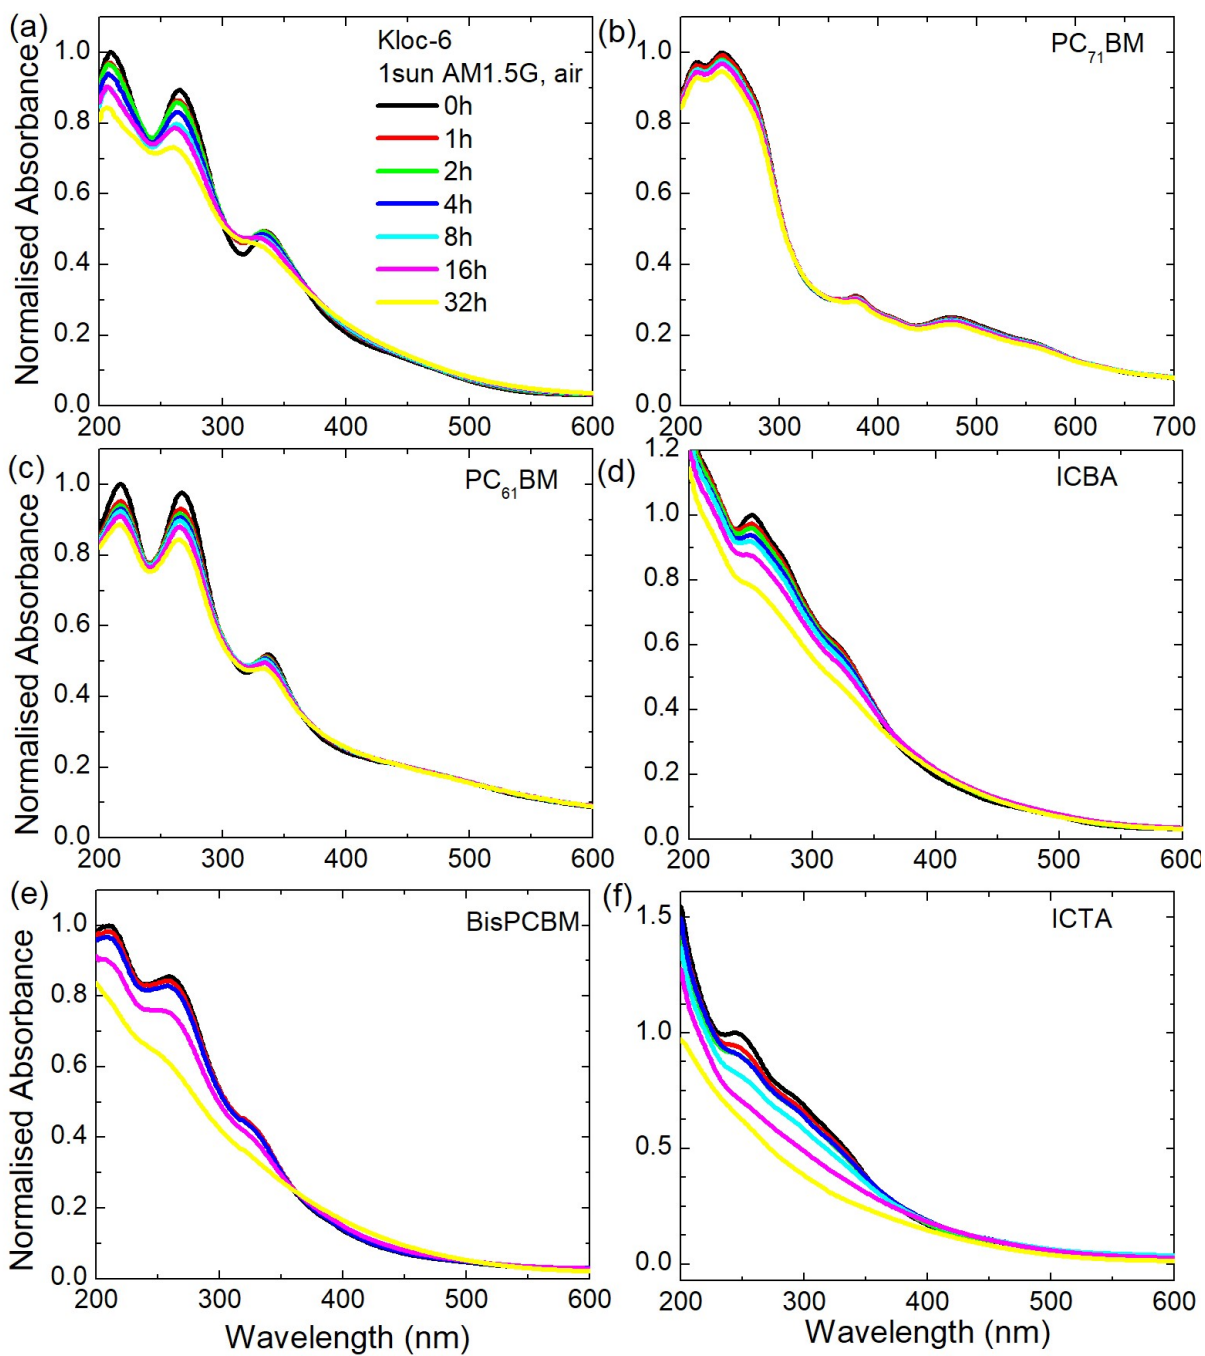 (a)
Kloc-6
1sun AM1.5G, air
0h
1h
2h
4h
8h
16h
32h
Normalised Absorbance
1.0
0.8
0.6
0.4
0.2
0.0
200 300 400 500 600
(b)
PC71BM
1.0
0.8
0.6
0.4
0.2
0.0
200 300 400 500 600 700
(c)
PC61BM
Normalised Absorbance
1.0
0.8
0.6
0.4
0.2
0.0
200 300 400 500 600
(d)
ICBA
1.2
1.0
0.8
0.6
0.4
0.2
0.0
200 300 400 500 600
(e)
BisPCBM
Normalised Absorbance
1.0
0.8
0.6
0.4
0.2
0.0
200 300 400 500 600
Wavelength (nm)
(f)
ICTA
1.5
1.0
0.5
0.0
200 300 400 500 600
Wavelength (nm)